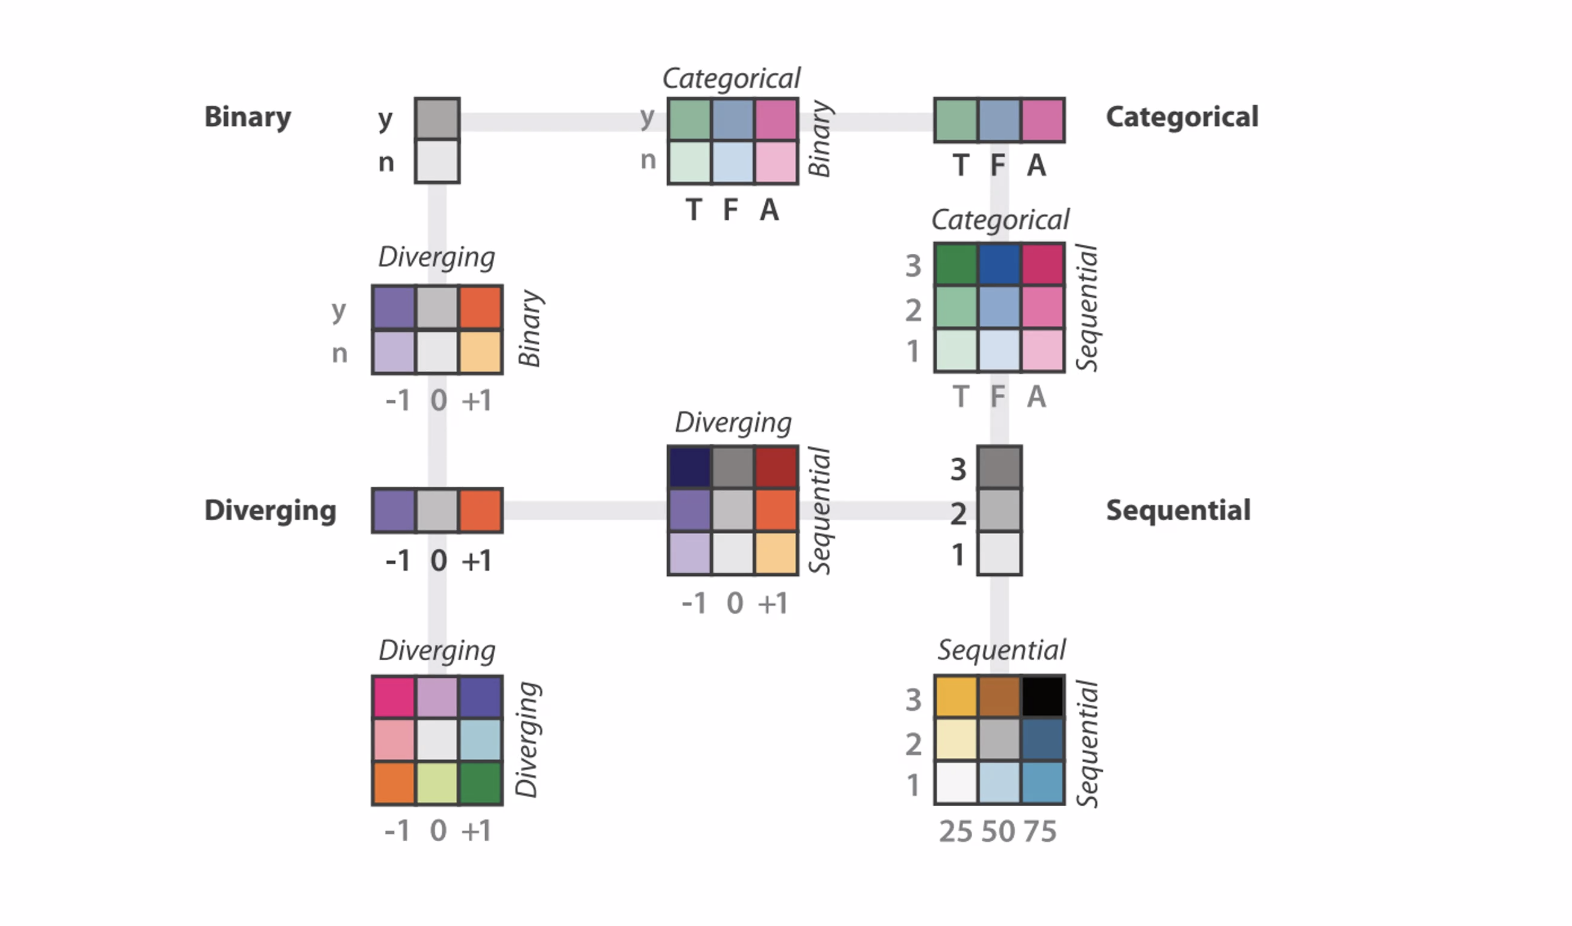 Categorical
Binary
y
n
y
n
Binary
Categorical
T F A
T F A
Diverging
Categorical
y
n
Binary
3
2
1
Sequential
-1 0 +1
T F A
Diverging
Sequential
3
2
1
Diverging
Sequential
-1 0 +1
-1 0 +1
Diverging
Sequential
Diverging
3
2
1
Sequential
-1 0 +1
25 50 75